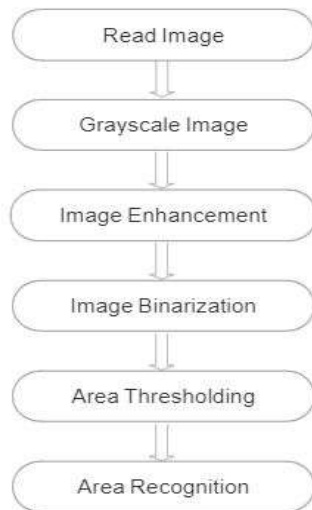 Read Image
Grayscale Image
Image Enhancement
Image Binarization
Area Thresholding
Area Recognition